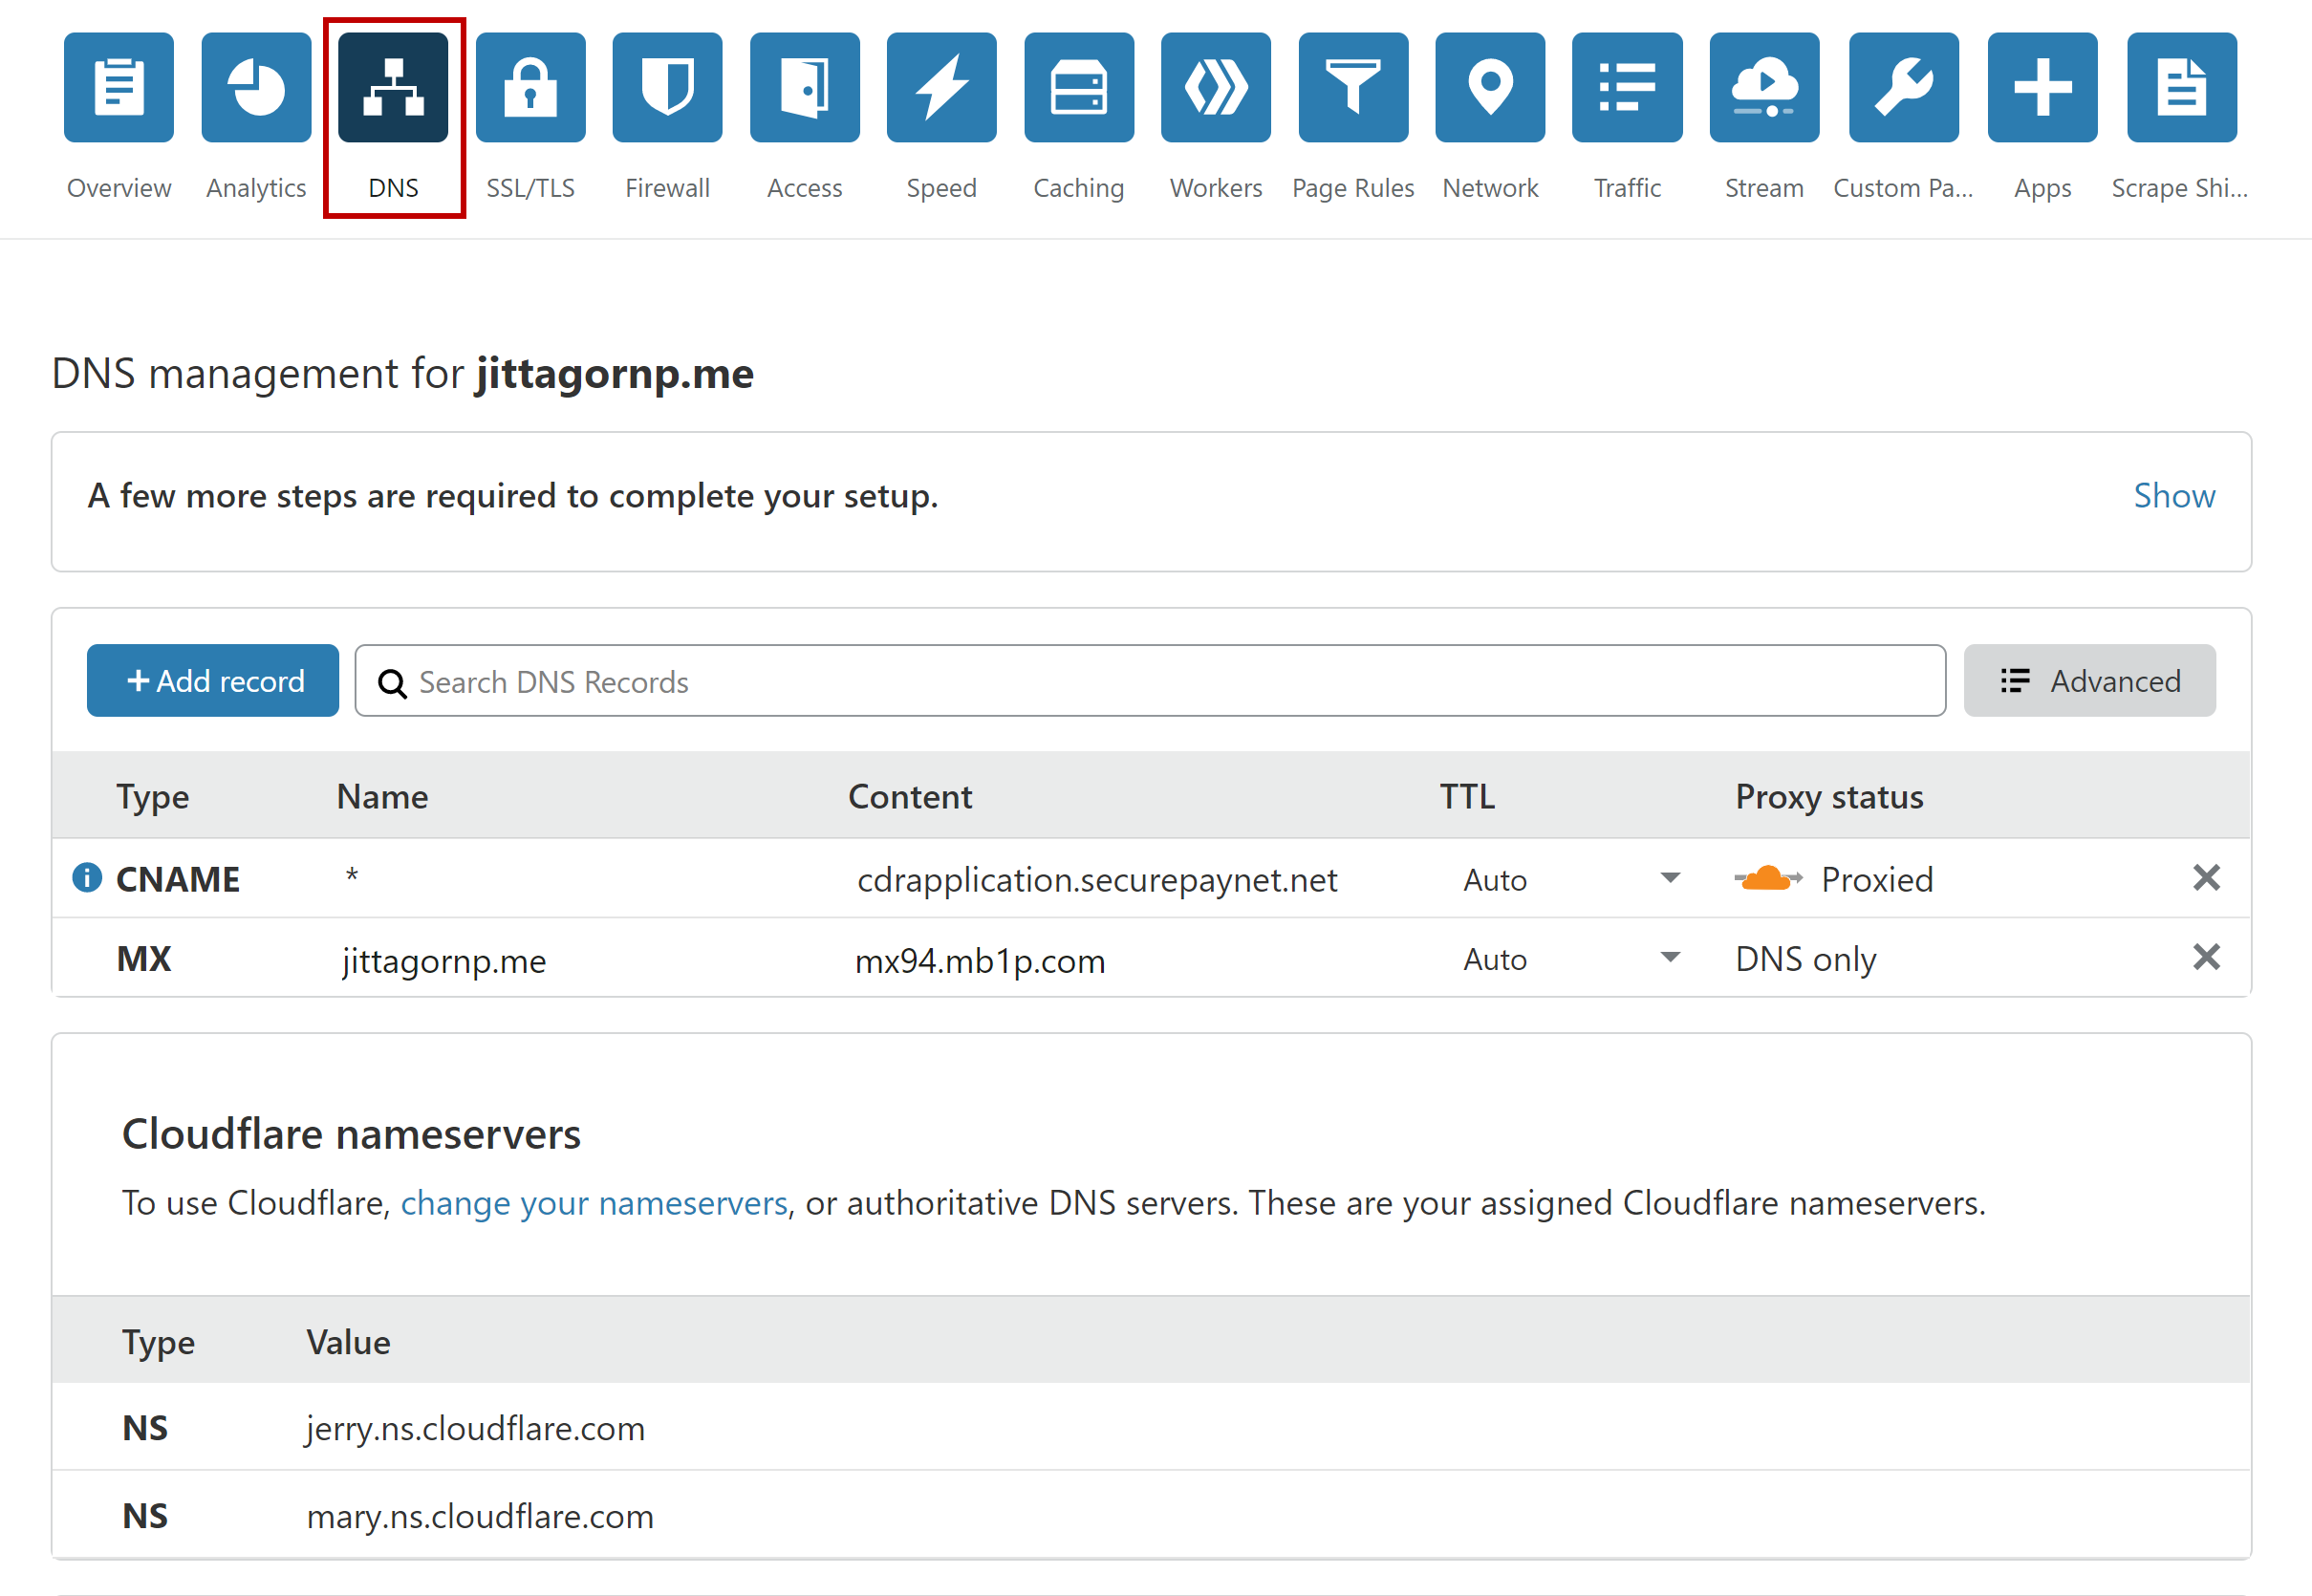 Overview Analytics DNS SSL/TLS Firewall Access Speed Caching Workers Page Rules Network Traffic Stream Custom Pa... Apps Scrape Shi...
DNS management for jittagornp.me
A few more steps are required to complete your setup. Show
+ Add record Search DNS Records Advanced
Type Name Content TTL Proxy status
CNAME * cdrapplication.securepaynet.net Auto Proxied
MX jittagornp.me mx94.mb1p.com Auto DNS only
Cloudflare nameservers
To use Cloudflare, change your nameservers, or authoritative DNS servers. These are your assigned Cloudflare nameservers.
Type Value
NS jerry.ns.cloudflare.com
NS mary.ns.cloudflare.com